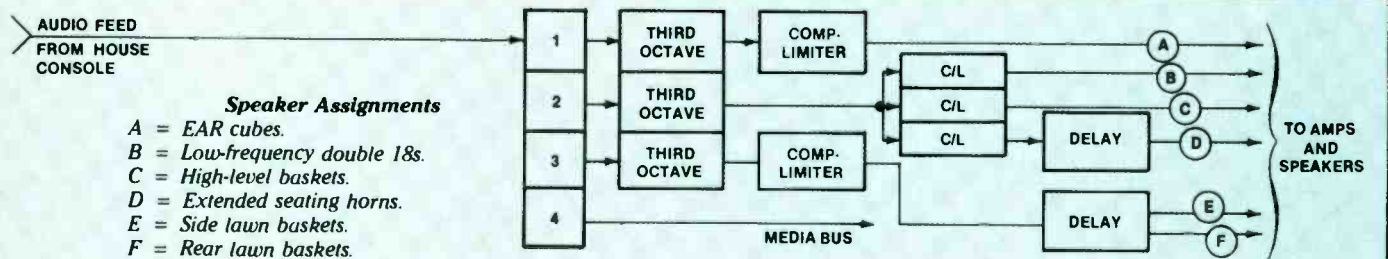 AUDIO FEED
FROM HOUSE
CONSOLE
Speaker Assignments
A = EAR cubes.
B = Low-frequency double 18s.
C = High-level baskets.
D = Extended seating horns.
E = Side lawn baskets.
F = Rear lawn baskets.
1
2
3
4
THIRD
OCTAVE
THIRD
OCTAVE
THIRD
OCTAVE
COMP-
LIMITER
COMP-
LIMITER
C/L
C/L
C/L
DELAY
DELAY
MEDIA BUS
A
B
C
D
E
F
TO AMPS
AND
SPEAKERS